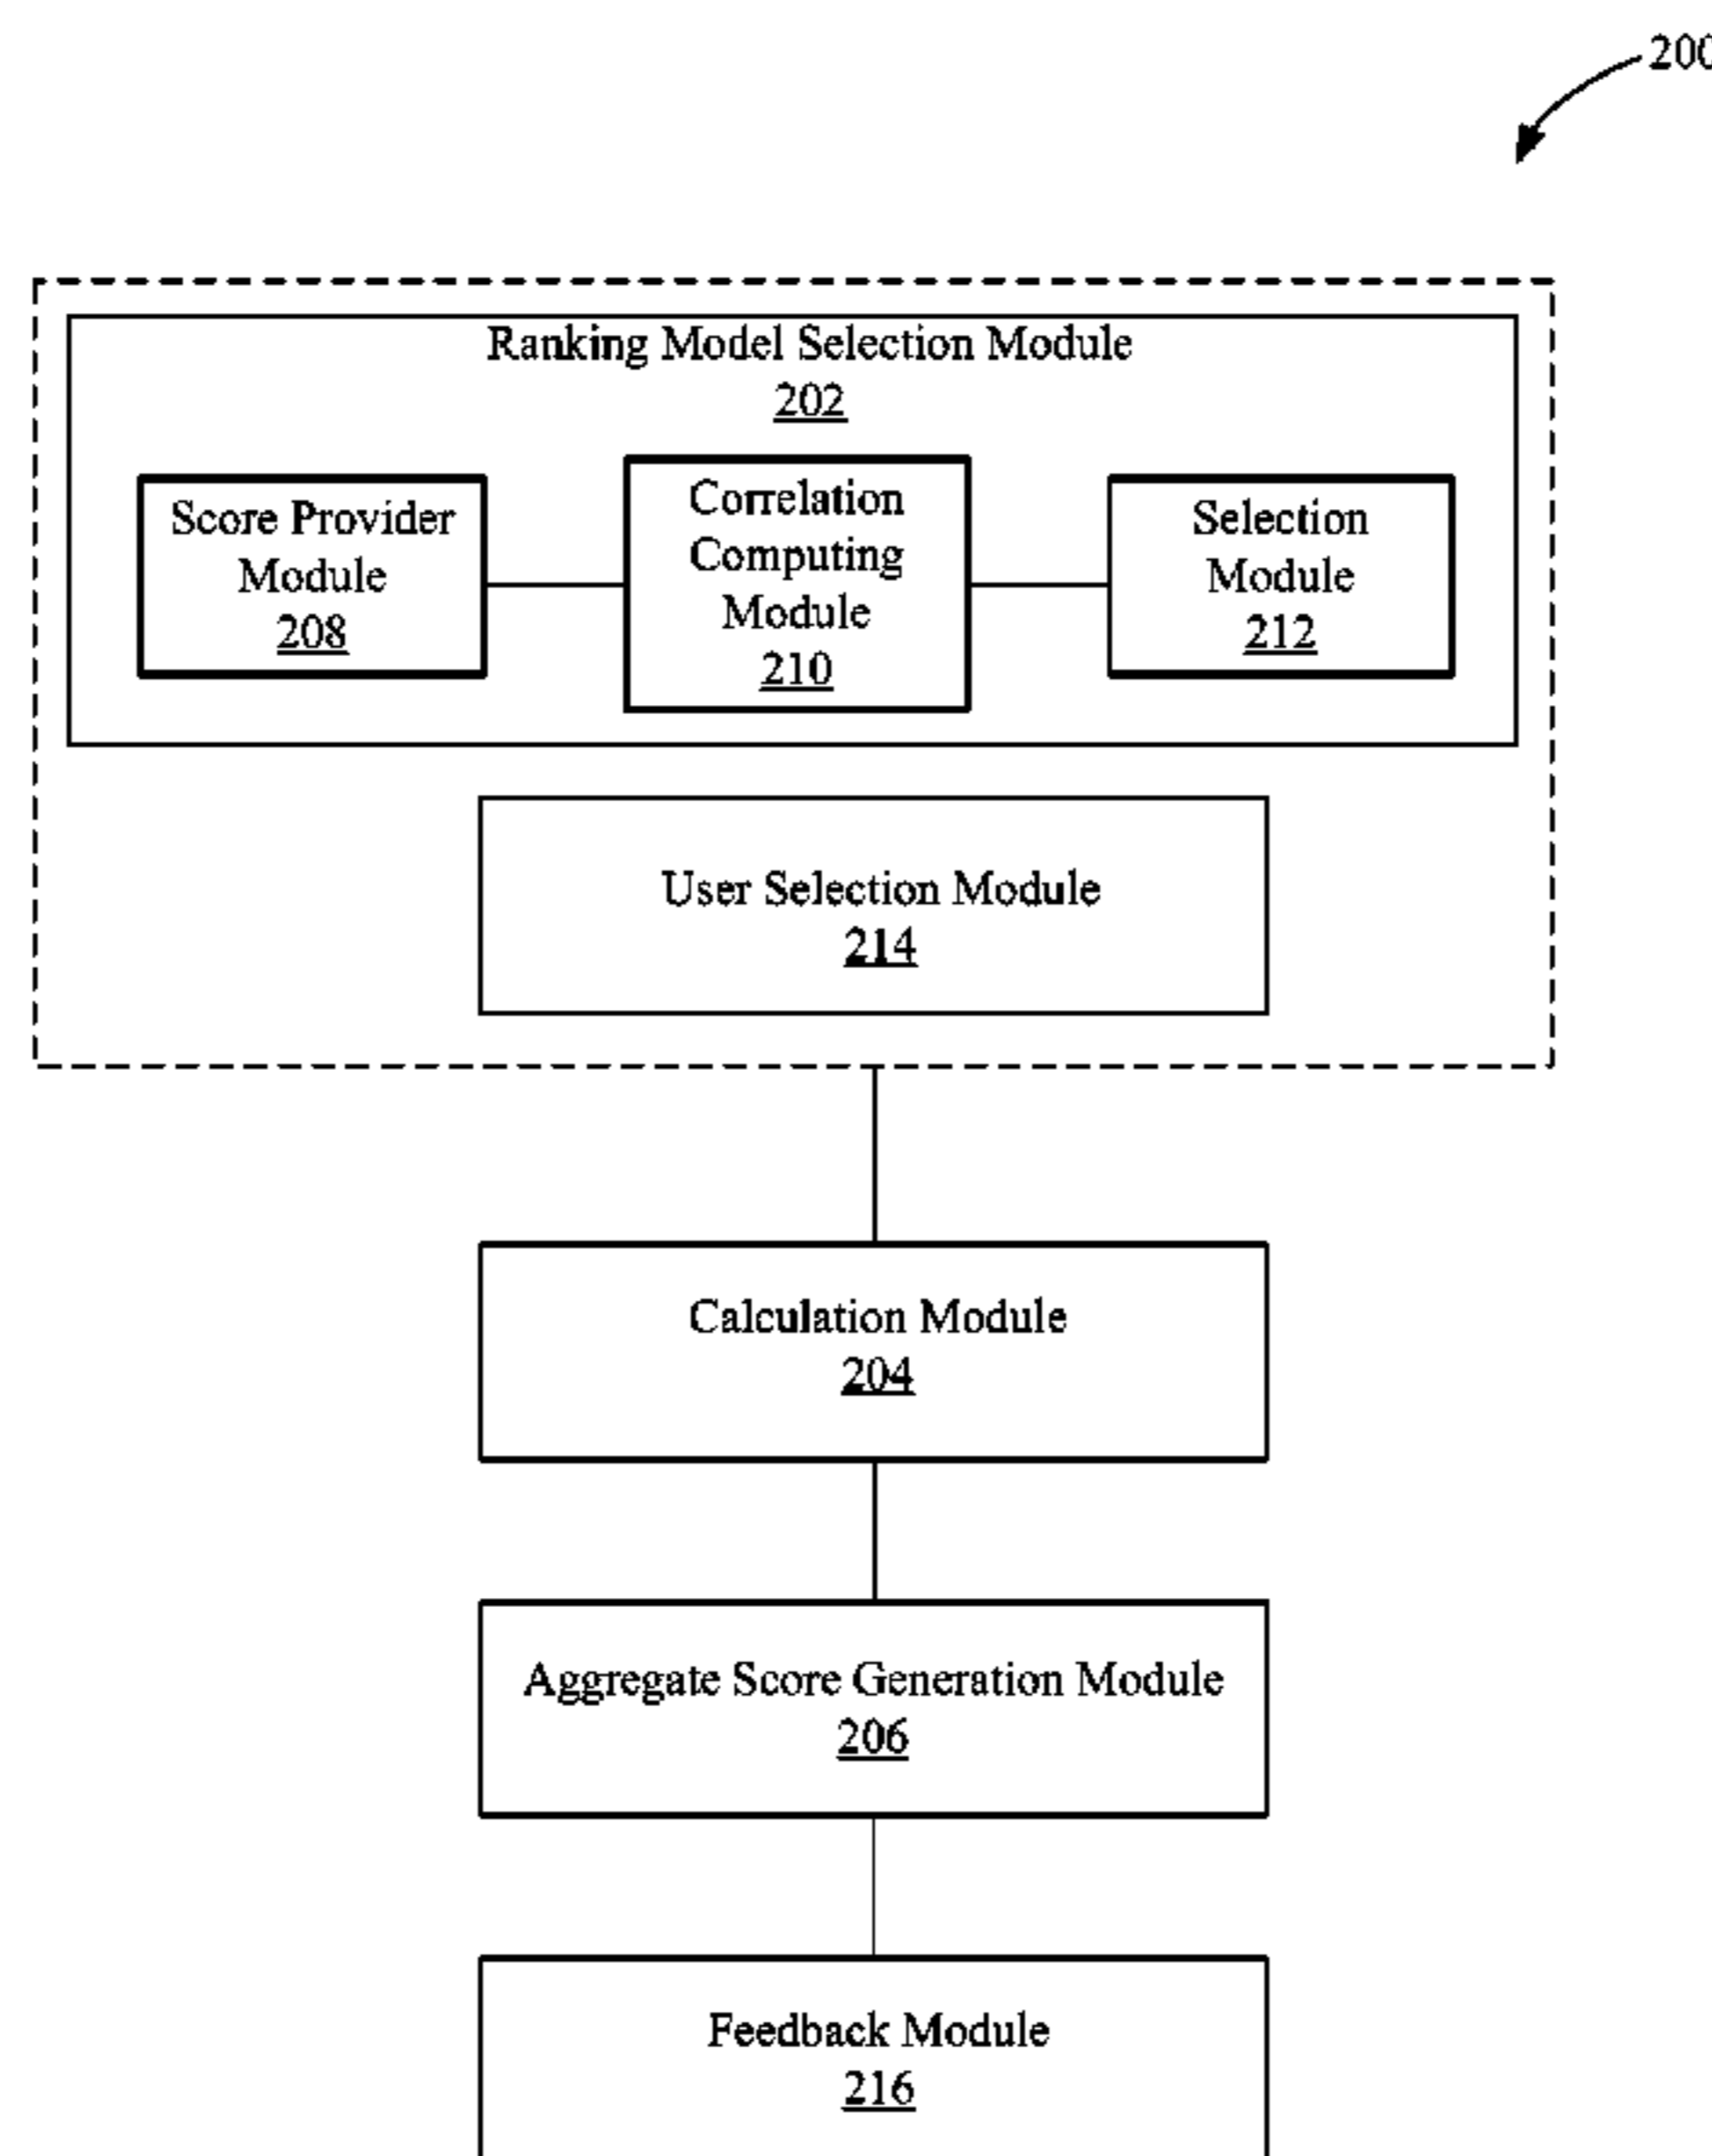 200
Ranking Model Selection Module
202
Score Provider
Module
208
Correlation
Computing
Module
210
Selection
Module
212
User Selection Module
214
Calculation Module
204
Aggregate Score Generation Module
206
Feedback Module
216